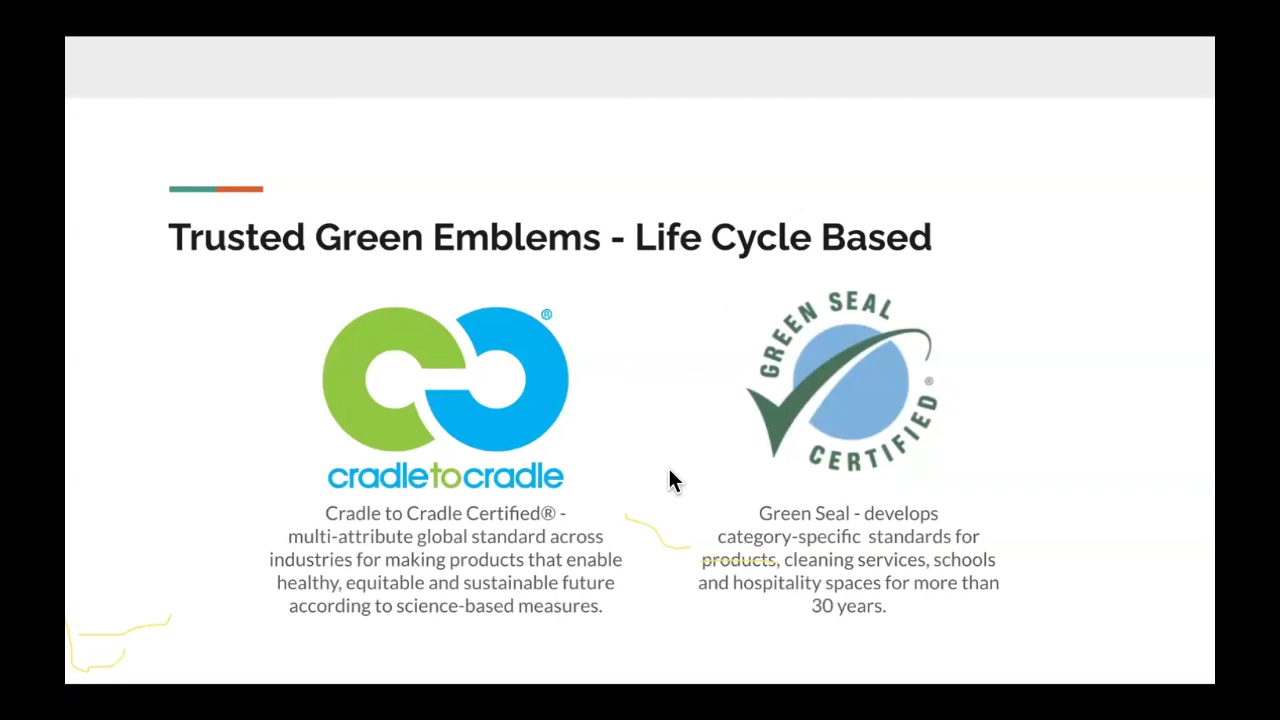 Trusted Green Emblems - Life Cycle Based
®
cradletocradle
Cradle to Cradle Certified® -
multi-attribute global standard across
industries for making products that enable
healthy, equitable and sustainable future
according to science-based measures.
GREEN SEAL
CERTIFIED ®
Green Seal - develops
category-specific standards for
products, cleaning services, schools
and hospitality spaces for more than
30 years.